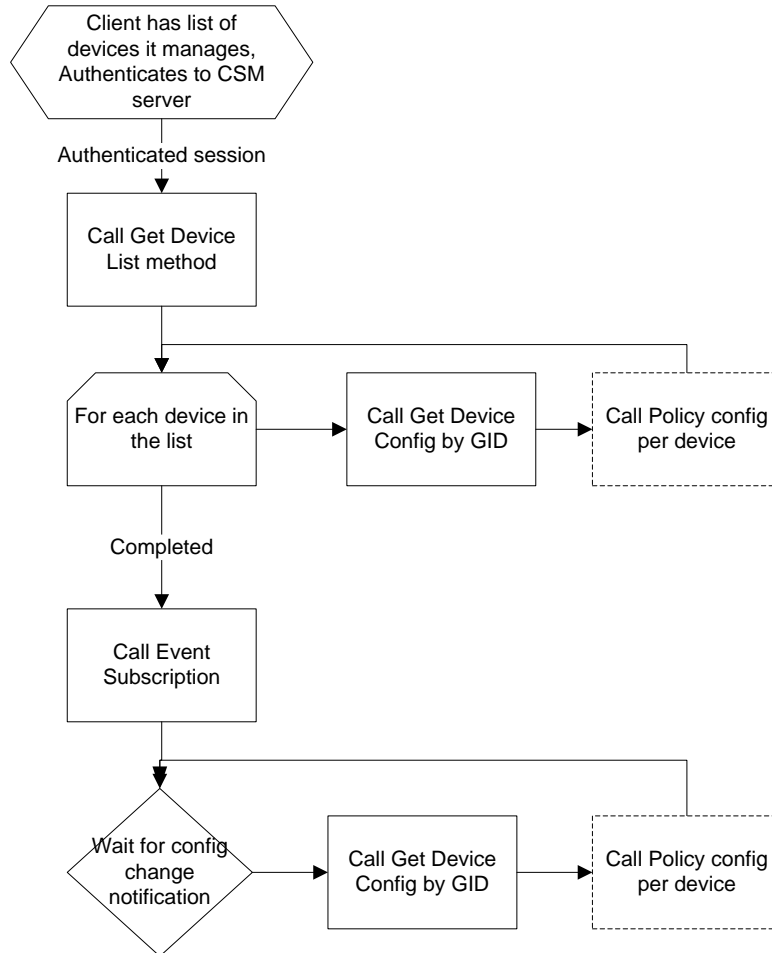 Client has list of
devices it manages,
Authenticates to CSM
server
Authenticated session
Call Get Device
List method
For each device in
the list
Call Get Device
Config by GID
Call Policy config
per device
Completed
Call Event
Subscription
Wait for config
change
notification
Call Get Device
Config by GID
Call Policy config
per device